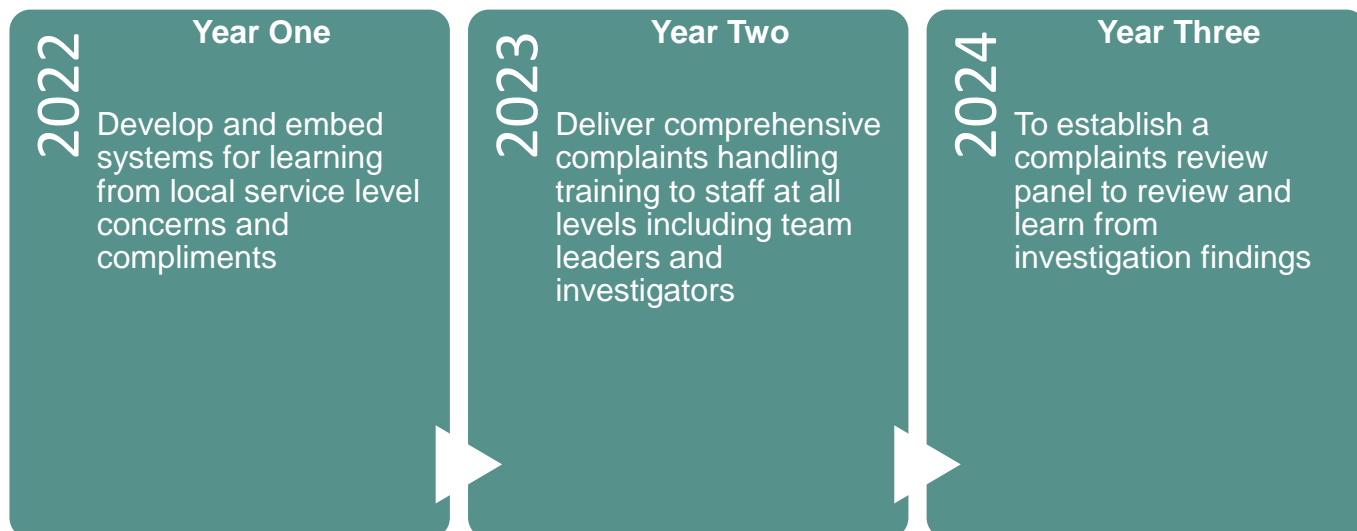 2022
Year One
Develop and embed
systems for learning
from local service level
concerns and
compliments
2023
Year Two
Deliver comprehensive
complaints handling
training to staff at all
levels including team
leaders and
investigators
2024
Year Three
To establish a
complaints review
panel to review and
learn from
investigation findings